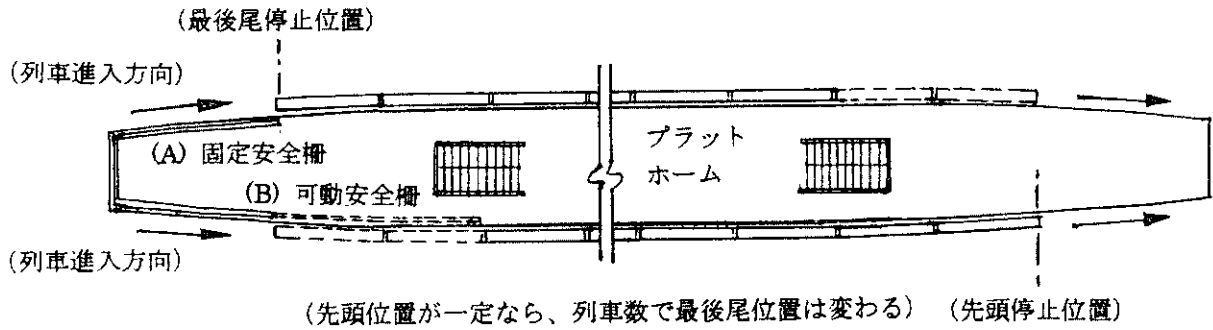 (最後尾停止位置)
(列車進入方向)
(A) 固定安全柵
プラット
ホーム
(B) 可動安全柵
(列車進入方向)
(先頭位置が一定なら、列車数で最後尾位置は変わる) (先頭停止位置)